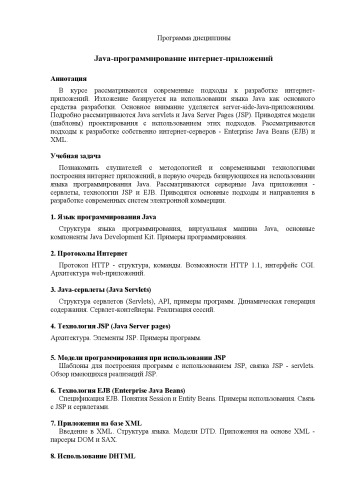 Программа дисциплины
Java-программирование интернет-приложений
Аннотация
В курсе рассматриваются современные подходы к разработке интернет-
приложений. Изложение базируется на использовании языка Java как основного
средства разработки. Основное внимание уделяется server-side-Java-приложениям.
Подробно рассматриваются Java servlets и Java Server Pages (JSP). Приводятся модели
(шаблоны) проектирования с использованием этих подходов. Рассматриваются
подходы к разработке собственно интернет-серверов - Enterprise Java Beans (EJB) и
XML.
Учебная задача
Познакомить слушателей с методологией и современными технологиями
построения интернет приложений, в первую очередь базирующихся на использовании
языка программирования Java. Рассматриваются серверные Java приложения -
сервлеты, технологии JSP и EJB. Приводятся основные подходы и направления в
разработке современных систем электронной коммерции.
1. Язык программирования Java
Структура языка программирования, виртуальная машина Java, основные
компоненты Java Development Kit. Примеры программирования.
2. Протоколы Интернет
Протокол HTTP - структура, команды. Возможности HTTP 1.1, интерфейс CGI.
Архитектура web-приложений.
3. Java-сервлеты (Java Servlets)
Структура сервлетов (Servlets), API, примеры программ. Динамическая генерация
содержания. Сервлет-контейнеры. Реализация сессий.
4. Технология JSP (Java Server pages)
Архитектура. Элементы JSP. Примеры программ.
5. Модели программирования при использовании JSP
Шаблоны для построения программ с использованием JSP, связка JSP - servlets.
Обзор имеющихся реализаций JSP.
6. Технология EJB (Enterprise Java Beans)
Спецификация EJB. Понятия Session и Entity Beans. Примеры использования. Связь
с JSP и сервлетами.
7. Приложения на базе XML
Введение в XML. Структура языка. Модели DTD. Приложения на основе XML -
парсеры DOM и SAX.
8. Использование DHTML